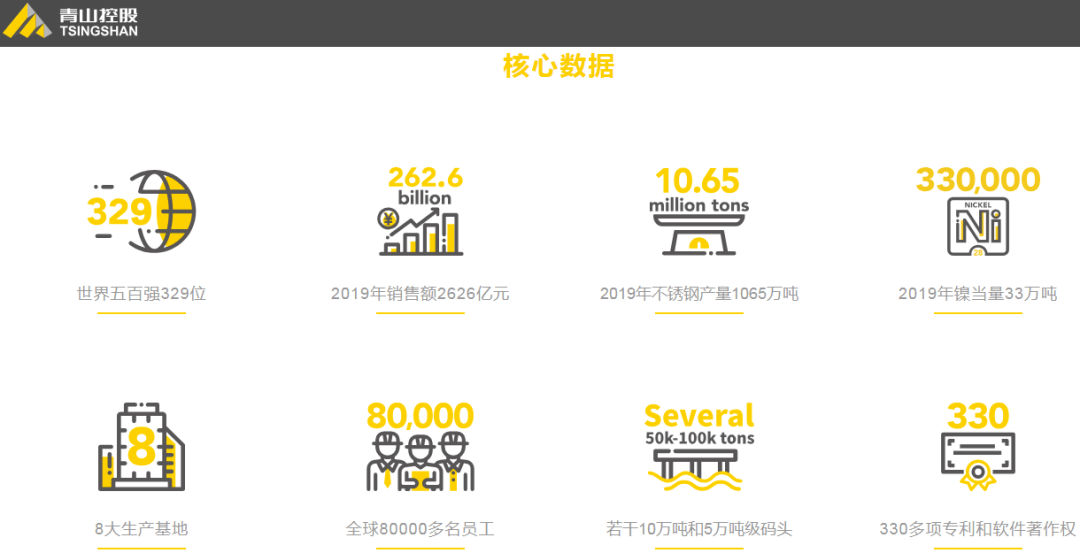 青山控股
TSINGSHAN
核心数据
329
世界五百强329位
262.6
billion
¥
2019年销售额2626亿元
10.65
million tons
2019年不锈钢产量1065万吨
330,000
NICKEL
Ni
28
2019年镍当量33万吨
8
8大生产基地
80,000
全球80000多名员工
Several
50k-100k tons
若干10万吨和5万吨级码头
330
330多项专利和软件著作权